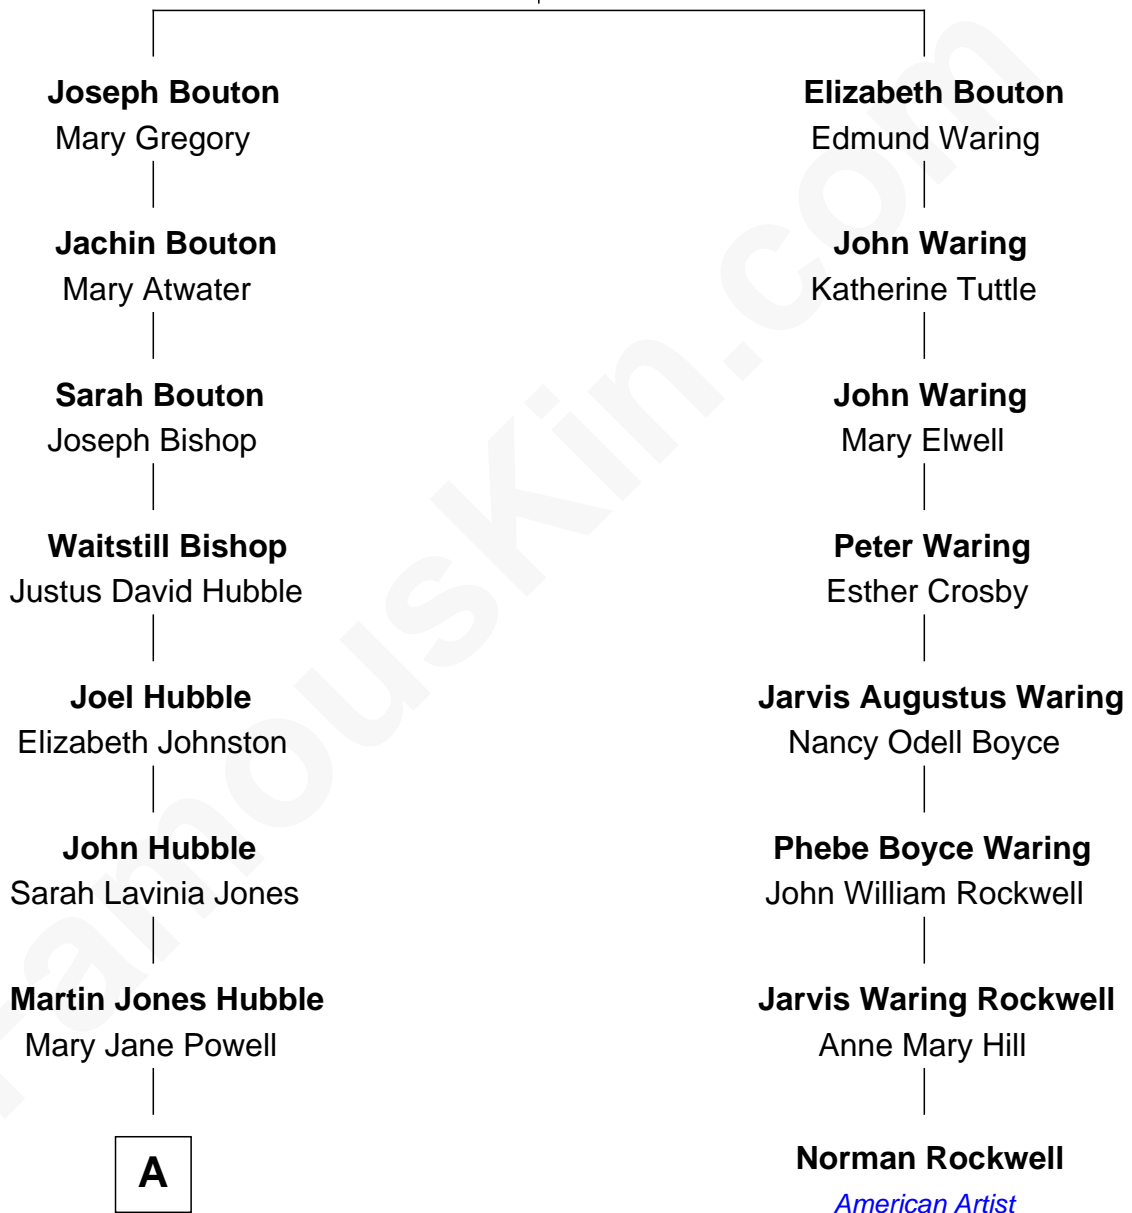 Joseph Bouton
Mary Gregory
Jachin Bouton
Mary Atwater
Sarah Bouton
Joseph Bishop
Waitstill Bishop
Justus David Hubble
Joel Hubble
Elizabeth Johnston
John Hubble
Sarah Lavinia Jones
Martin Jones Hubble
Mary Jane Powell
A
Elizabeth Bouton
Edmund Waring
John Waring
Katherine Tuttle
John Waring
Mary Elwell
Peter Waring
Esther Crosby
Jarvis Augustus Waring
Nancy Odell Boyce
Phebe Boyce Waring
John William Rockwell
Jarvis Waring Rockwell
Anne Mary Hill
Norman Rockwell
American Artist
FamousKin.com